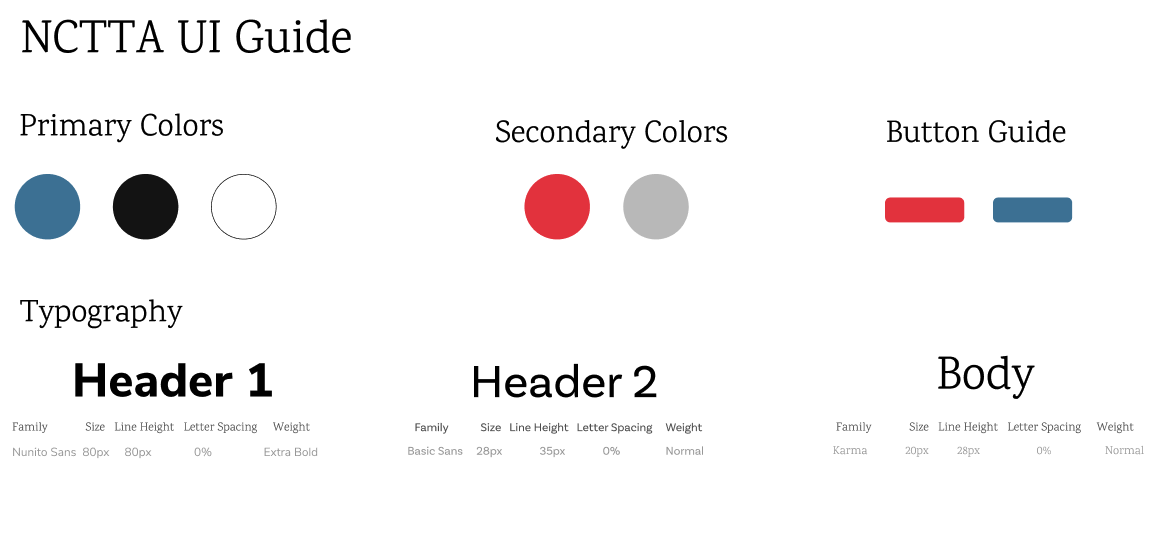 NCTTA UI Guide
Primary Colors
Secondary Colors
Button Guide
Typography
Header 1
Family Size Line Height Letter Spacing Weight
Nunito Sans 80px 80px 0% Extra Bold
Header 2
Family Size Line Height Letter Spacing Weight
Basic Sans 28px 35px 0% Normal
Body
Family Size Line Height Letter Spacing Weight
Karma 20px 28px 0% Normal